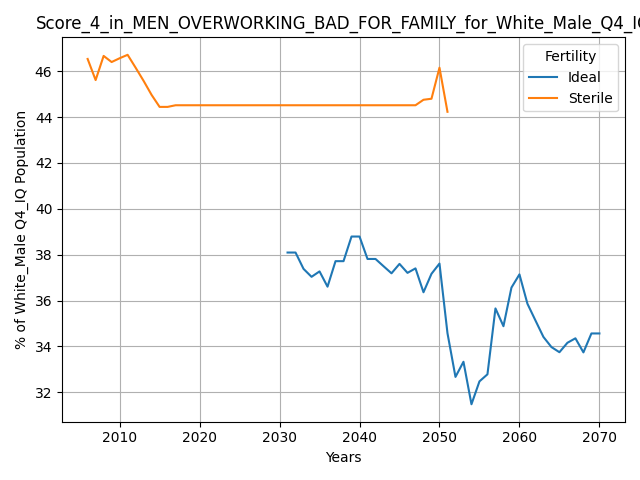 Score_4_in_MEN_OVERWORKING_BAD_FOR_FAMILY_for_White_Male_Q4_IQ
Fertility
Ideal
Sterile
% of White_Male Q4_IQ Population
46
44
42
40
38
36
34
32
2010 2020 2030 2040 2050 2060 2070
Years